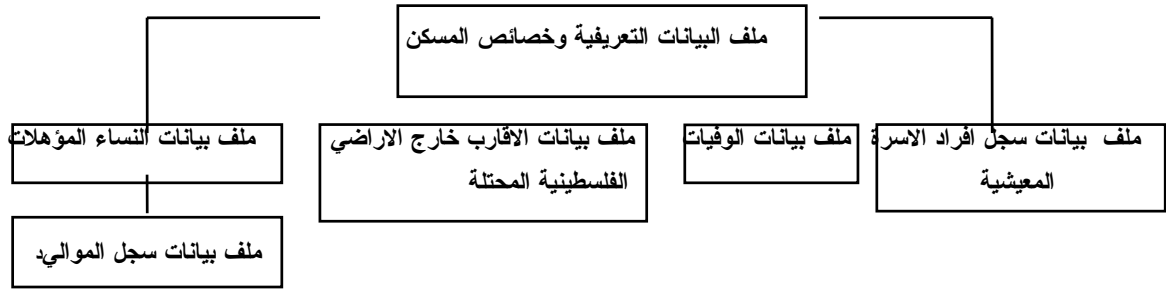 ملف البيانات التعريفية وخصائص المسكن
ملف بيانات سجل افراد الاسرة
المعيشية
ملف بيانات الوفيات
ملف بيانات الاقارب خارج الاراضي
الفلسطينية المحتلة
ملف بيانات النساء المؤهلات
ملف بيانات سجل المواليد